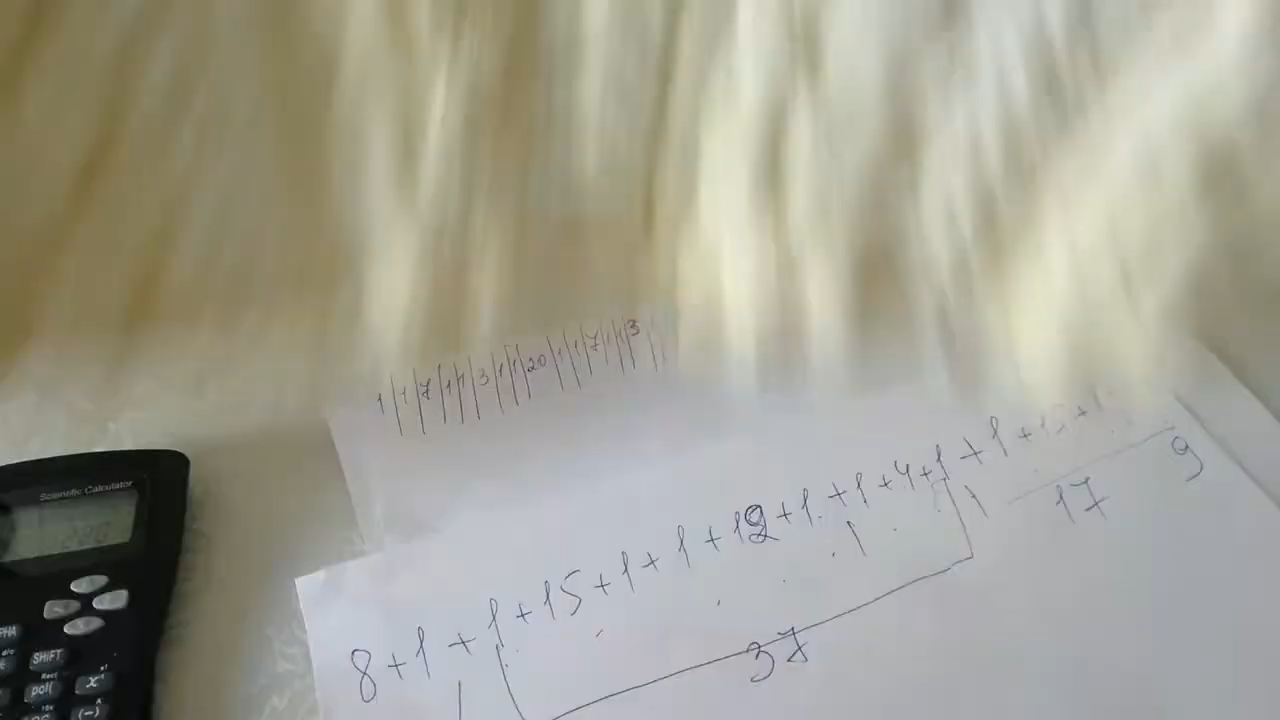 1 | 1 | 7 | 1 | 1 | 3 | 1 | 1 | 20 | 1 | 1 | 7 | 1 | 1 | 3
8+1+1+15+1+1+12+1+1+4+1+1+
37
17
9
Scientific Calculator
SHIFT
Pol(
x!
(-)